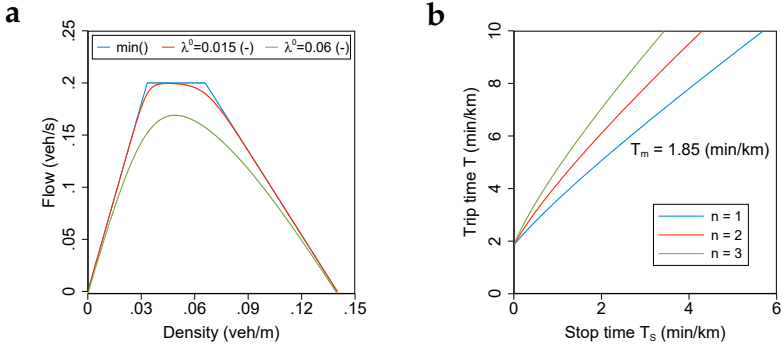 a
min() λ⁰=0.015 (-) λ⁰=0.06 (-)
.25
.2
.15
.1
.05
0
Flow (veh/s)
0 .03 .06 .09 .12 .15
Density (veh/m)
b
10
8
6
4
2
0
Trip time T (min/km)
Tₘ = 1.85 (min/km)
n = 1
n = 2
n = 3
0 2 4 6
Stop time Tₛ (min/km)